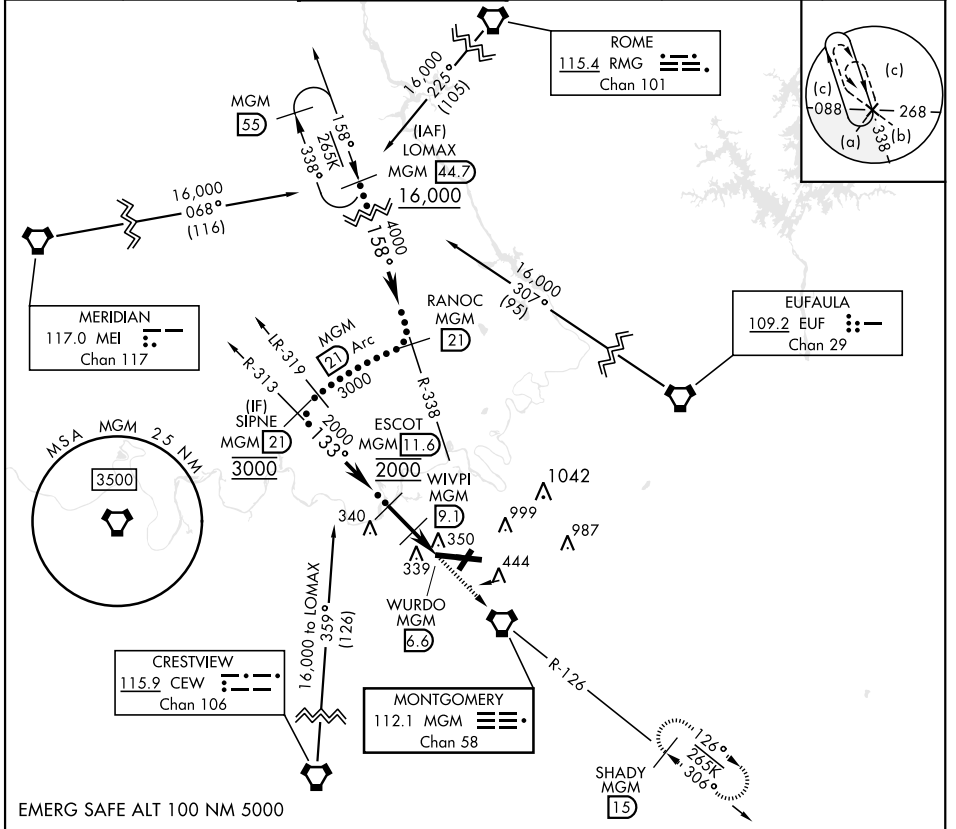 ROME
115.4 RMG
Chan 101
16,000
225°
(105)
MGM
55
158°
265K
338°
(IAF)
LOMAX
MGM 44.7
16,000
(c)
(c)
088
268
(a)
(b)
338
16,000
068°
(116)
4000
158°
MERIDIAN
117.0 MEI
Chan 117
16,000
307°
(95)
EUFAULA
109.2 EUF
Chan 29
RANOC
MGM
21
MGM
21 Arc
3000
LR-319
R-313
R-338
(IF)
SIPNE
MGM 21
3000
2000
133°
ESCOT
MGM 11.6
2000
WIVPI
MGM
9.1
MSA MGM 25 NM
3500
340
350
339
1042
999
987
444
WURDO
MGM
6.6
16,000 to LOMAX
359°
(126)
CRESTVIEW
115.9 CEW
Chan 106
MONTGOMERY
112.1 MGM
Chan 58
R-126
126°
265K
306°
SHADY
MGM
15
EMERG SAFE ALT 100 NM 5000